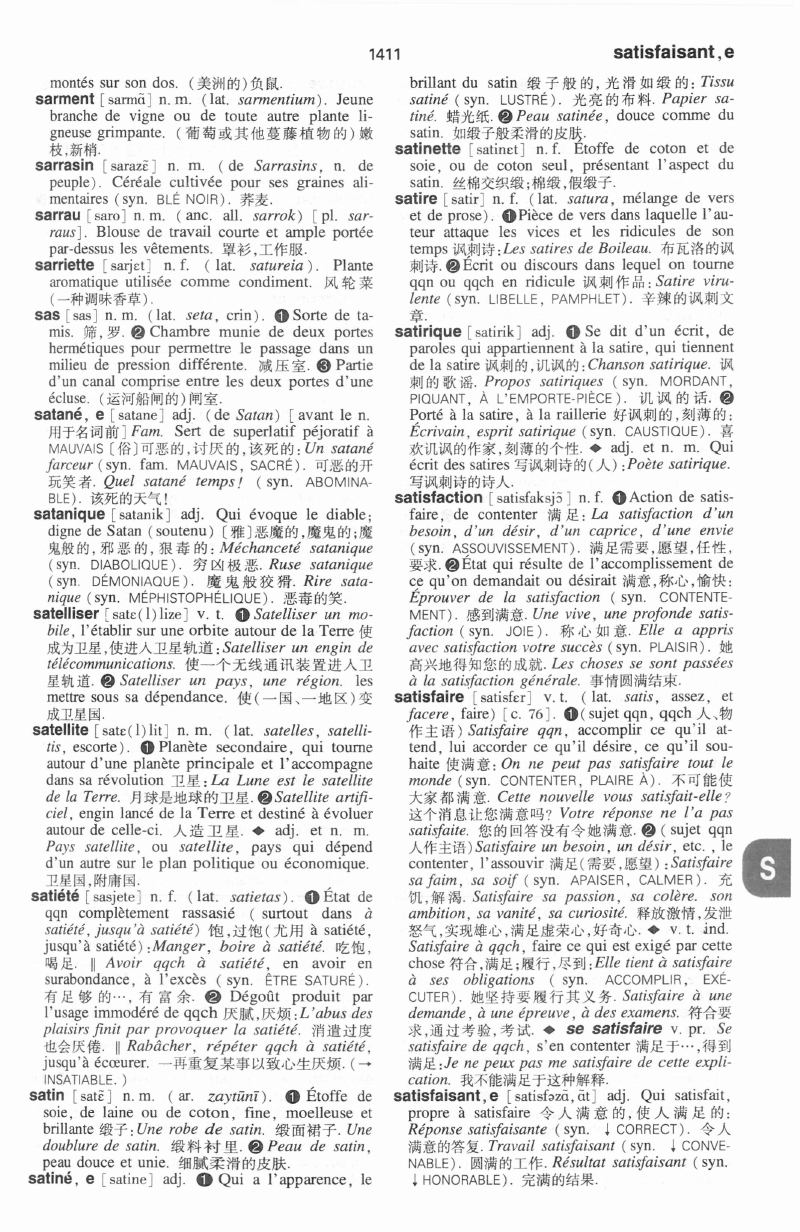 1411
satisfaisant,e
montés sur son dos. (美洲的)负鼠.
sarment [sarmɑ̃] n. m. (lat. sarmentium). Jeune
branche de vigne ou de toute autre plante li-
gneuse grimpante. (葡萄或其他蔓藤植物的)嫩
枝,新梢.
sarrasin [sarazɛ̃] n. m. (de Sarrasins, n. de
peuple). Céréale cultivée pour ses graines ali-
mentaires (syn. BLÉ NOIR). 荞麦.
sarrau [saro] n. m. (anc. all. sarrok) [pl. sar-
raus]. Blouse de travail courte et ample portée
par-dessus les vêtements. 罩衫,工作服.
sarriette [sarjɛt] n. f. (lat. satureia). Plante
aromatique utilisée comme condiment. 风轮菜
(一种调味香草).
sas [sas] n. m. (lat. seta, crin). ❶ Sorte de ta-
mis. 筛,罗. ❷ Chambre munie de deux portes
hermétiques pour permettre le passage dans un
milieu de pression différente. 减压室. ❸ Partie
d'un canal comprise entre les deux portes d'une
écluse. (运河船闸的)闸室.
satané, e [satane] adj. (de Satan) [avant le n.
用于名词前] Fam. Sert de superlatif péjoratif à
MAUVAIS [俗]可恶的,讨厌的,该死的: Un satané
farceur (syn. fam. MAUVAIS, SACRÉ). 可恶的开
玩笑者. Quel satané temps! (syn. ABOMINA-
BLE). 该死的天气!
satanique [satanik] adj. Qui évoque le diable;
digne de Satan (soutenu) [雅]恶魔的,魔鬼的;魔
鬼般的,邪恶的,狠毒的: Méchanceté satanique
(syn. DIABOLIQUE). 穷凶极恶. Ruse satanique
(syn. DÉMONIAQUE). 魔鬼般狡猾. Rire sata-
nique (syn. MÉPHISTOPHÉLIQUE). 恶毒的笑.
satelliser [satɛ(l)lize] v. t. ❶ Satelliser un mo-
bile, l'établir sur une orbite autour de la Terre 使
成为卫星,使进入卫星轨道: Satelliser un engin de
télécommunications. 使一个无线通讯装置进入卫
星轨道. ❷ Satelliser un pays, une région. les
mettre sous sa dépendance. 使(一国、一地区)变
成卫星国.
satellite [satɛ(l)lit] n. m. (lat. satelles, satelli-
tis, escorte). ❶ Planète secondaire, qui tourne
autour d'une planète principale et l'accompagne
dans sa révolution 卫星: La Lune est le satellite
de la Terre. 月球是地球的卫星. ❷ Satellite artifi-
ciel, engin lancé de la Terre et destiné à évoluer
autour de celle-ci. 人造卫星. ◆ adj. et n. m.
Pays satellite, ou satellite, pays qui dépend
d'un autre sur le plan politique ou économique.
卫星国,附庸国.
satiété [sasjete] n. f. (lat. satietas). ❶ État de
qqn complètement rassasié (surtout dans à
satiété, jusqu'à satiété) 饱,过饱(尤用 à satiété,
jusqu'à satiété): Manger, boire à satiété. 吃饱,
喝足. ‖ Avoir qqch à satiété, en avoir en
surabondance, à l'excès (syn. ÊTRE SATURÉ).
有足够的…,有富余. ❷ Dégoût produit par
l'usage immodéré de qqch 厌腻,厌烦: L'abus des
plaisirs finit par provoquer la satiété. 消遣过度
也会厌倦. ‖ Rabâcher, répéter qqch à satiété,
jusqu'à écœurer. 一再重复某事以致心生厌烦. (→
INSATIABLE.)
satin [satɛ̃] n. m. (ar. zaytūnī). ❶ Étoffe de
soie, de laine ou de coton, fine, moelleuse et
brillante 缎子: Une robe de satin. 缎面裙子. Une
doublure de satin. 缎料衬里. ❷ Peau de satin,
peau douce et unie. 细腻柔滑的皮肤.
satiné, e [satine] adj. ❶ Qui a l'apparence, le
brillant du satin 缎子般的,光滑如缎的: Tissu
satiné (syn. LUSTRÉ). 光亮的布料. Papier sa-
tiné. 蜡光纸. ❷ Peau satinée, douce comme du
satin. 如缎子般柔滑的皮肤.
satinette [satinɛt] n. f. Étoffe de coton et de
soie, ou de coton seul, présentant l'aspect du
satin. 丝棉交织缎;棉缎,假缎子.
satire [satir] n. f. (lat. satura, mélange de vers
et de prose). ❶ Pièce de vers dans laquelle l'au-
teur attaque les vices et les ridicules de son
temps 讽刺诗: Les satires de Boileau. 布瓦洛的讽
刺诗. ❷ Écrit ou discours dans lequel on tourne
qqn ou qqch en ridicule 讽刺作品: Satire viru-
lente (syn. LIBELLE, PAMPHLET). 辛辣的讽刺文
章.
satirique [satirik] adj. ❶ Se dit d'un écrit, de
paroles qui appartiennent à la satire, qui tiennent
de la satire 讽刺的,讥讽的: Chanson satirique. 讽
刺的歌谣. Propos satiriques (syn. MORDANT,
PIQUANT, À L'EMPORTE-PIÈCE). 讥讽的话. ❷
Porté à la satire, à la raillerie 好讽刺的,刻薄的:
Écrivain, esprit satirique (syn. CAUSTIQUE). 喜
欢讥讽的作家,刻薄的个性. ◆ adj. et n. m. Qui
écrit des satires 写讽刺诗的(人): Poète satirique.
写讽刺诗的诗人.
satisfaction [satisfaksjɔ̃] n. f. ❶ Action de satis-
faire, de contenter 满足: La satisfaction d'un
besoin, d'un désir, d'un caprice, d'une envie
(syn. ASSOUVISSEMENT). 满足需要,愿望,任性,
要求. ❷ État qui résulte de l'accomplissement de
ce qu'on demandait ou désirait 满意,称心,愉快:
Éprouver de la satisfaction (syn. CONTENTE-
MENT). 感到满意. Une vive, une profonde satis-
faction (syn. JOIE). 称心如意. Elle a appris
avec satisfaction votre succès (syn. PLAISIR). 她
高兴地得知您的成就. Les choses se sont passées
à la satisfaction générale. 事情圆满结束.
satisfaire [satisfɛr] v. t. (lat. satis, assez, et
facere, faire) [c. 76]. ❶ (sujet qqn, qqch 人、物
作主语) Satisfaire qqn, accomplir ce qu'il at-
tend, lui accorder ce qu'il désire, ce qu'il sou-
haite 使满意: On ne peut pas satisfaire tout le
monde (syn. CONTENTER, PLAIRE À). 不可能使
大家都满意. Cette nouvelle vous satisfait-elle?
这个消息让您满意吗? Votre réponse ne l'a pas
satisfaite. 您的回答没有令她满意. ❷ (sujet qqn
人作主语) Satisfaire un besoin, un désir, etc., le
contenter, l'assouvir 满足(需要,愿望): Satisfaire
sa faim, sa soif (syn. APAISER, CALMER). 充
饥,解渴. Satisfaire sa passion, sa colère. son
ambition, sa vanité, sa curiosité. 释放激情,发泄
怒气,实现雄心,满足虚荣心,好奇心. ◆ v. t. ind.
Satisfaire à qqch, faire ce qui est exigé par cette
chose 符合,满足;履行,尽到: Elle tient à satisfaire
à ses obligations (syn. ACCOMPLIR, EXÉ-
CUTER). 她坚持要履行其义务. Satisfaire à une
demande, à une épreuve, à des examens. 符合要
求,通过考验,考试. ◆ se satisfaire v. pr. Se
satisfaire de qqch, s'en contenter 满足于…,得到
满足: Je ne peux pas me satisfaire de cette expli-
cation. 我不能满足于这种解释.
satisfaisant,e [satisfəzɑ̃, ɑ̃t] adj. Qui satisfait,
propre à satisfaire 令人满意的,使人满足的:
Réponse satisfaisante (syn. ↓CORRECT). 令人
满意的答复. Travail satisfaisant (syn. ↓CONVE-
NABLE). 圆满的工作. Résultat satisfaisant (syn.
↓HONORABLE). 完满的结果.
S